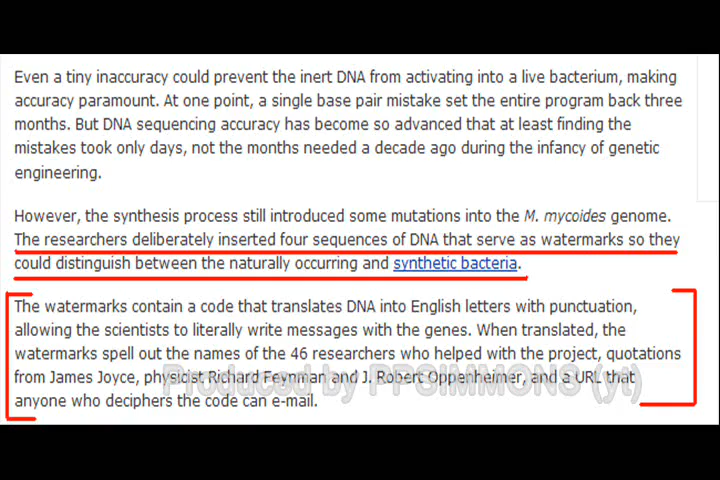 Even a tiny inaccuracy could prevent the inert DNA from activating into a live bacterium, making
accuracy paramount. At one point, a single base pair mistake set the entire program back three
months. But DNA sequencing accuracy has become so advanced that at least finding the
mistakes took only days, not the months needed a decade ago during the infancy of genetic
engineering.
However, the synthesis process still introduced some mutations into the M. mycoides genome.
The researchers deliberately inserted four sequences of DNA that serve as watermarks so they
could distinguish between the naturally occurring and synthetic bacteria.
The watermarks contain a code that translates DNA into English letters with punctuation,
allowing the scientists to literally write messages with the genes. When translated, the
watermarks spell out the names of the 46 researchers who helped with the project, quotations
from James Joyce, physicist Richard Feynman and J. Robert Oppenheimer, and a URL that
Produced by PPSIMMONS (yt)
anyone who deciphers the code can e-mail.